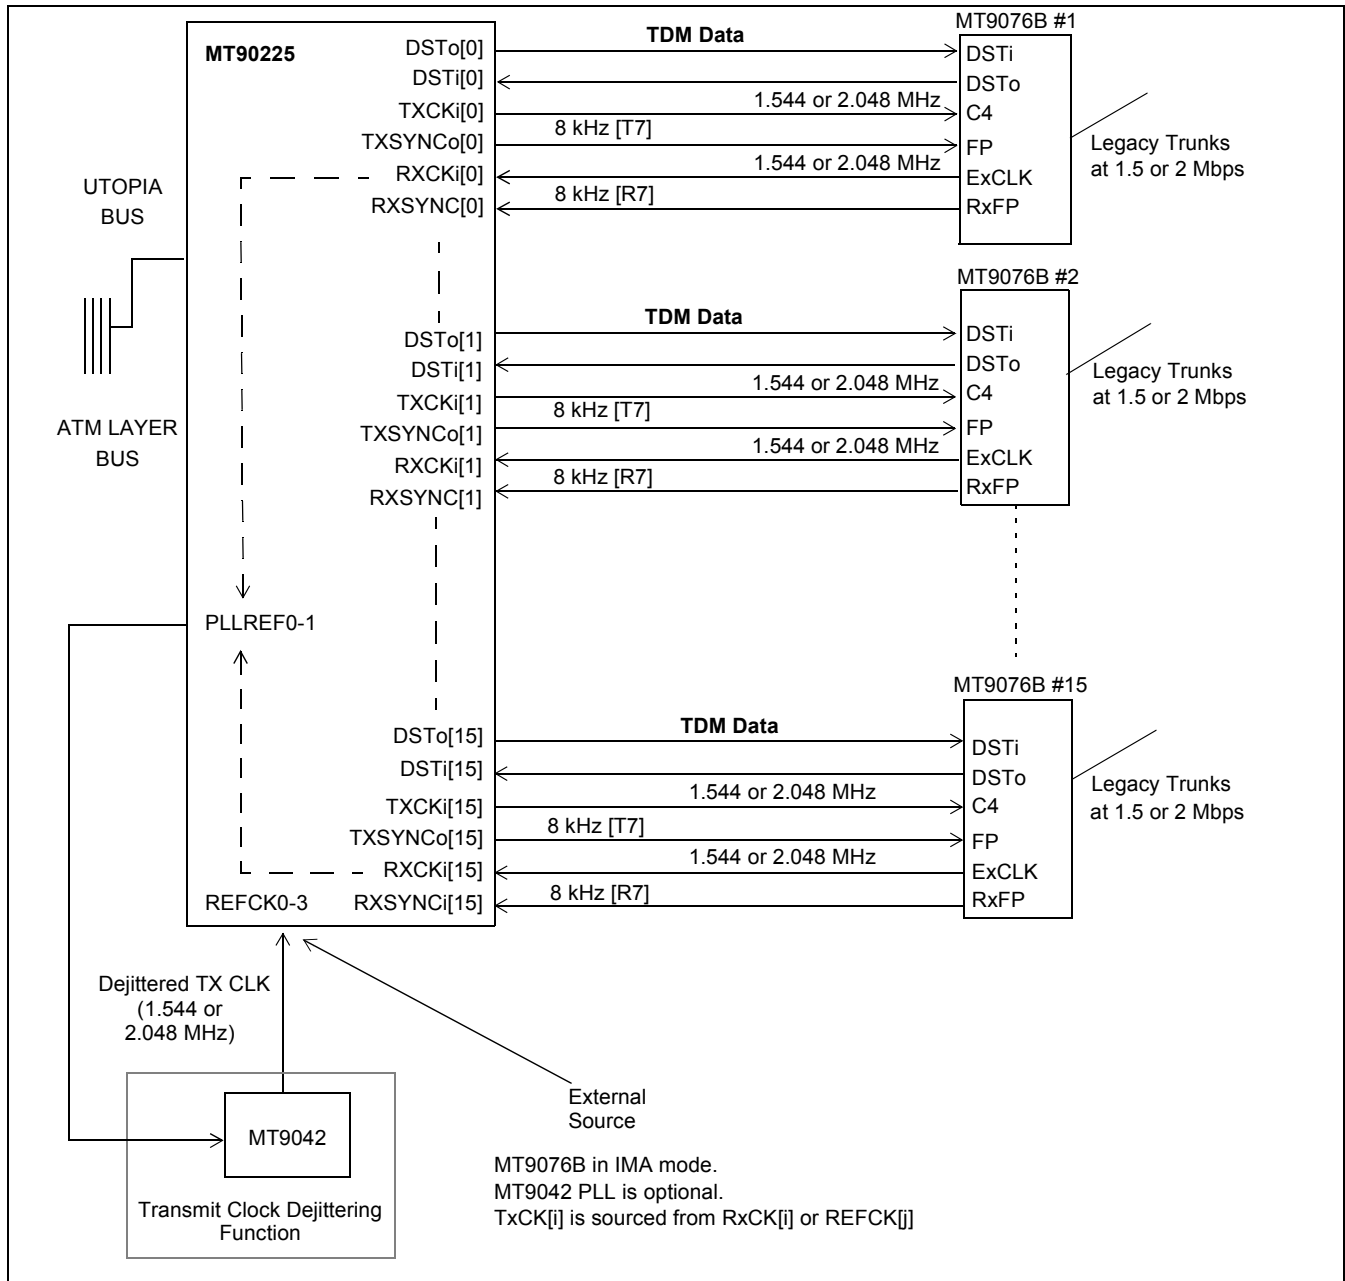 MT90225
UTOPIA
BUS
ATM LAYER
BUS
DSTo[0]
DSTi[0]
TXCKi[0]
TXSYNCo[0]
RXCKi[0]
RXSYNC[0]
TDM Data
1.544 or 2.048 MHz
8 kHz [T7]
1.544 or 2.048 MHz
8 kHz [R7]
MT9076B #1
DSTi
DSTo
C4
FP
ExCLK
RxFP
Legacy Trunks
at 1.5 or 2 Mbps
DSTo[1]
DSTi[1]
TXCKi[1]
TXSYNCo[1]
RXCKi[1]
RXSYNC[1]
TDM Data
1.544 or 2.048 MHz
8 kHz [T7]
1.544 or 2.048 MHz
8 kHz [R7]
MT9076B #2
DSTi
DSTo
C4
FP
ExCLK
RxFP
Legacy Trunks
at 1.5 or 2 Mbps
PLLREF0-1
DSTo[15]
DSTi[15]
TXCKi[15]
TXSYNCo[15]
RXCKi[15]
RXSYNCi[15]
REFCK0-3
TDM Data
1.544 or 2.048 MHz
8 kHz [T7]
1.544 or 2.048 MHz
8 kHz [R7]
MT9076B #15
DSTi
DSTo
C4
FP
ExCLK
RxFP
Legacy Trunks
at 1.5 or 2 Mbps
Dejittered TX CLK
(1.544 or
2.048 MHz)
MT9042
Transmit Clock Dejittering
Function
External
Source
MT9076B in IMA mode.
MT9042 PLL is optional.
TxCK[i] is sourced from RxCK[i] or REFCK[j]